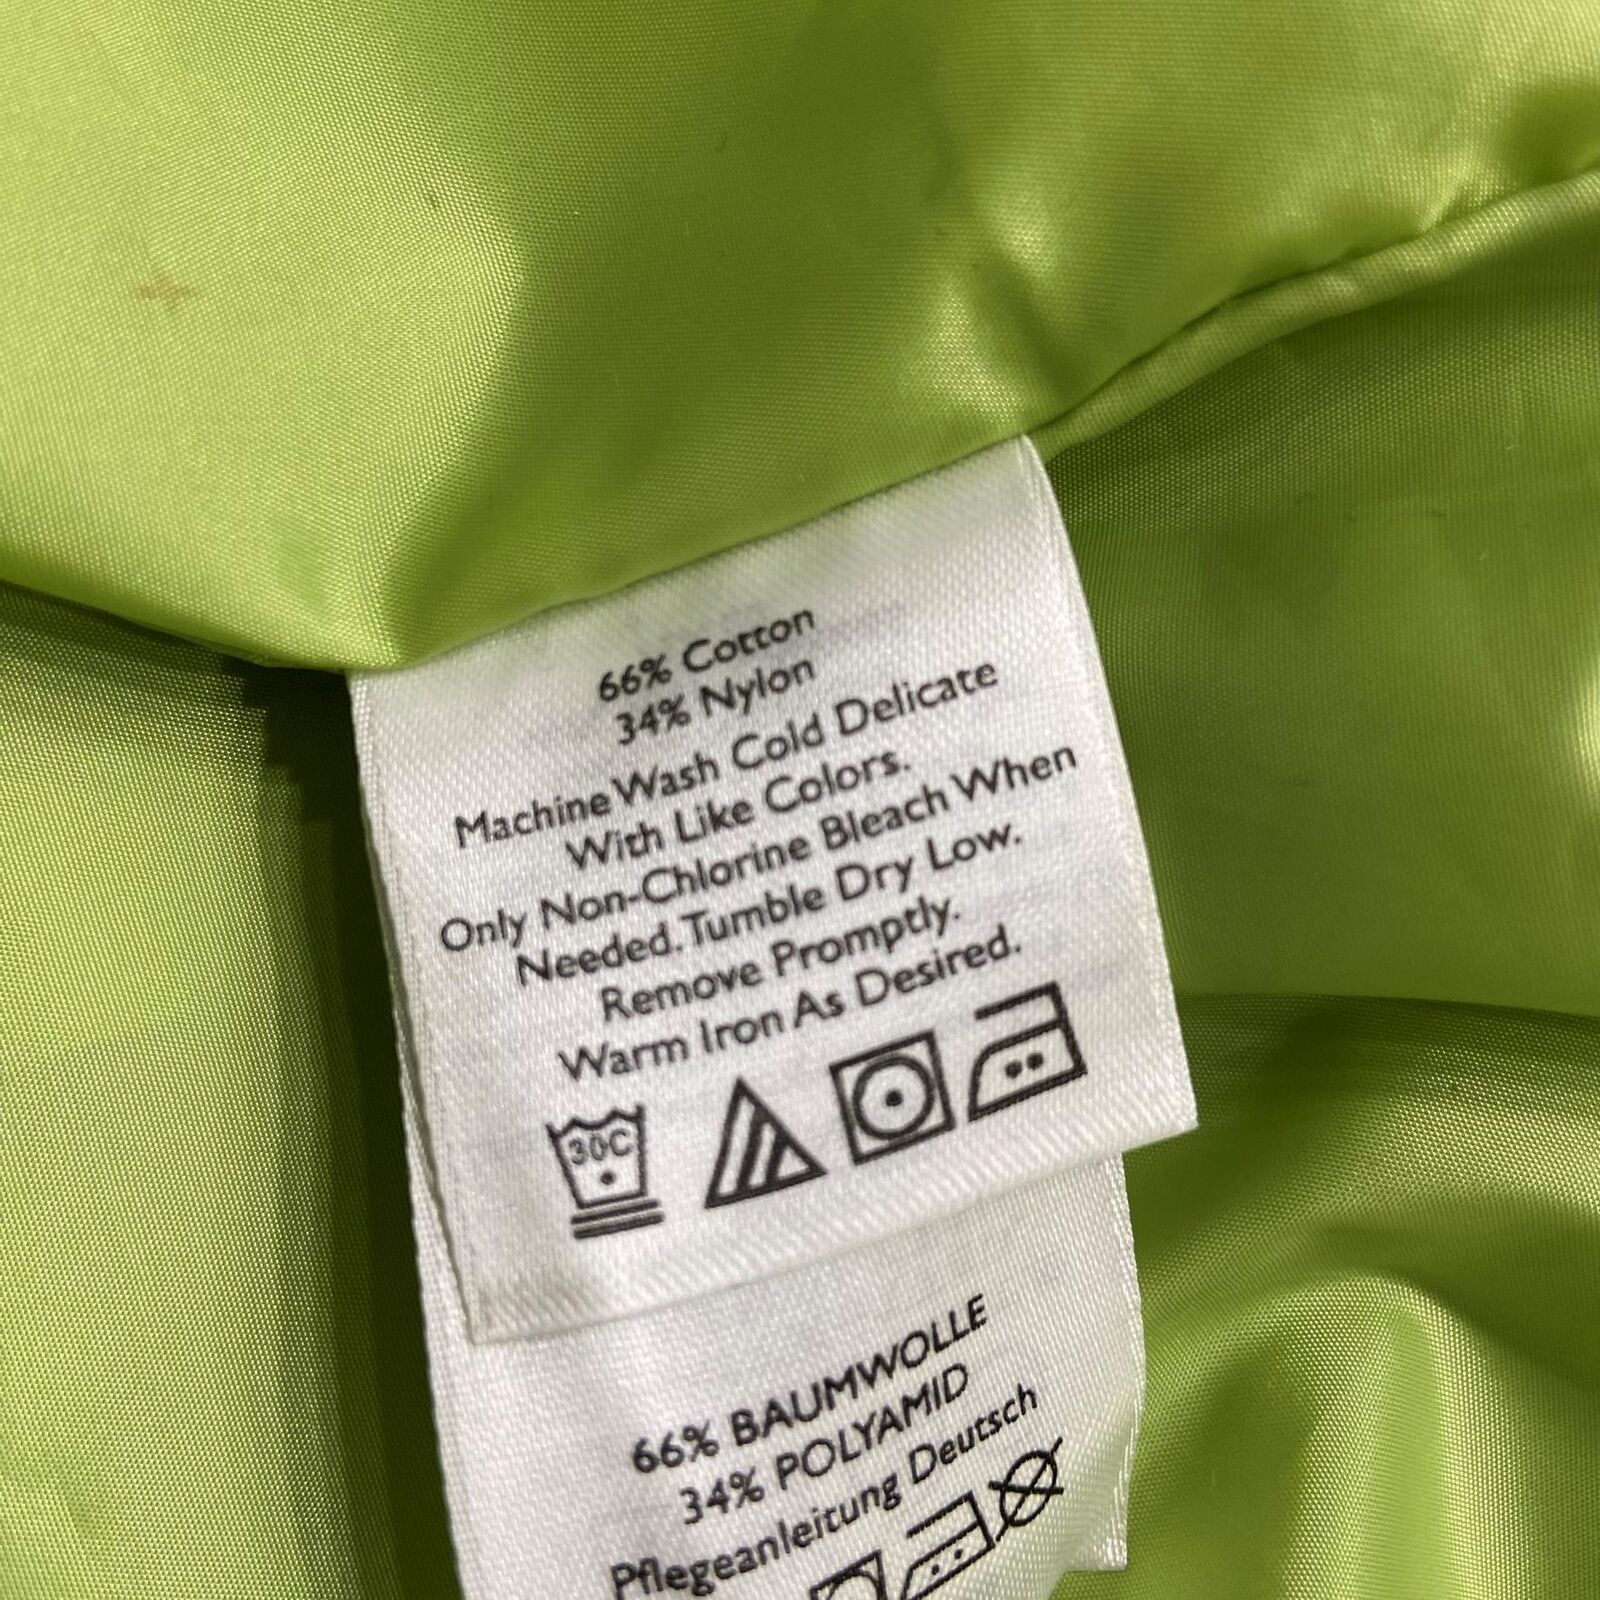 66% Cotton
34% Nylon
Machine Wash Cold Delicate
With Like Colors.
Only Non-Chlorine Bleach When
Needed. Tumble Dry Low.
Remove Promptly.
Warm Iron As Desired.
30C
66% BAUMWOLLE
34% POLYAMID
Pflegeanleitung Deutsch